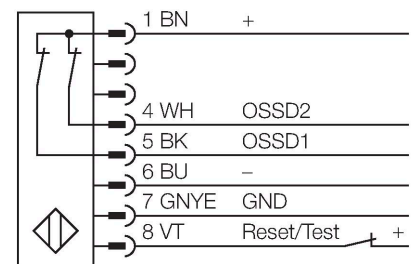 1 BN +
4 WH OSSD2
5 BK OSSD1
6 BU –
7 GNYE GND
8 VT Reset/Test +